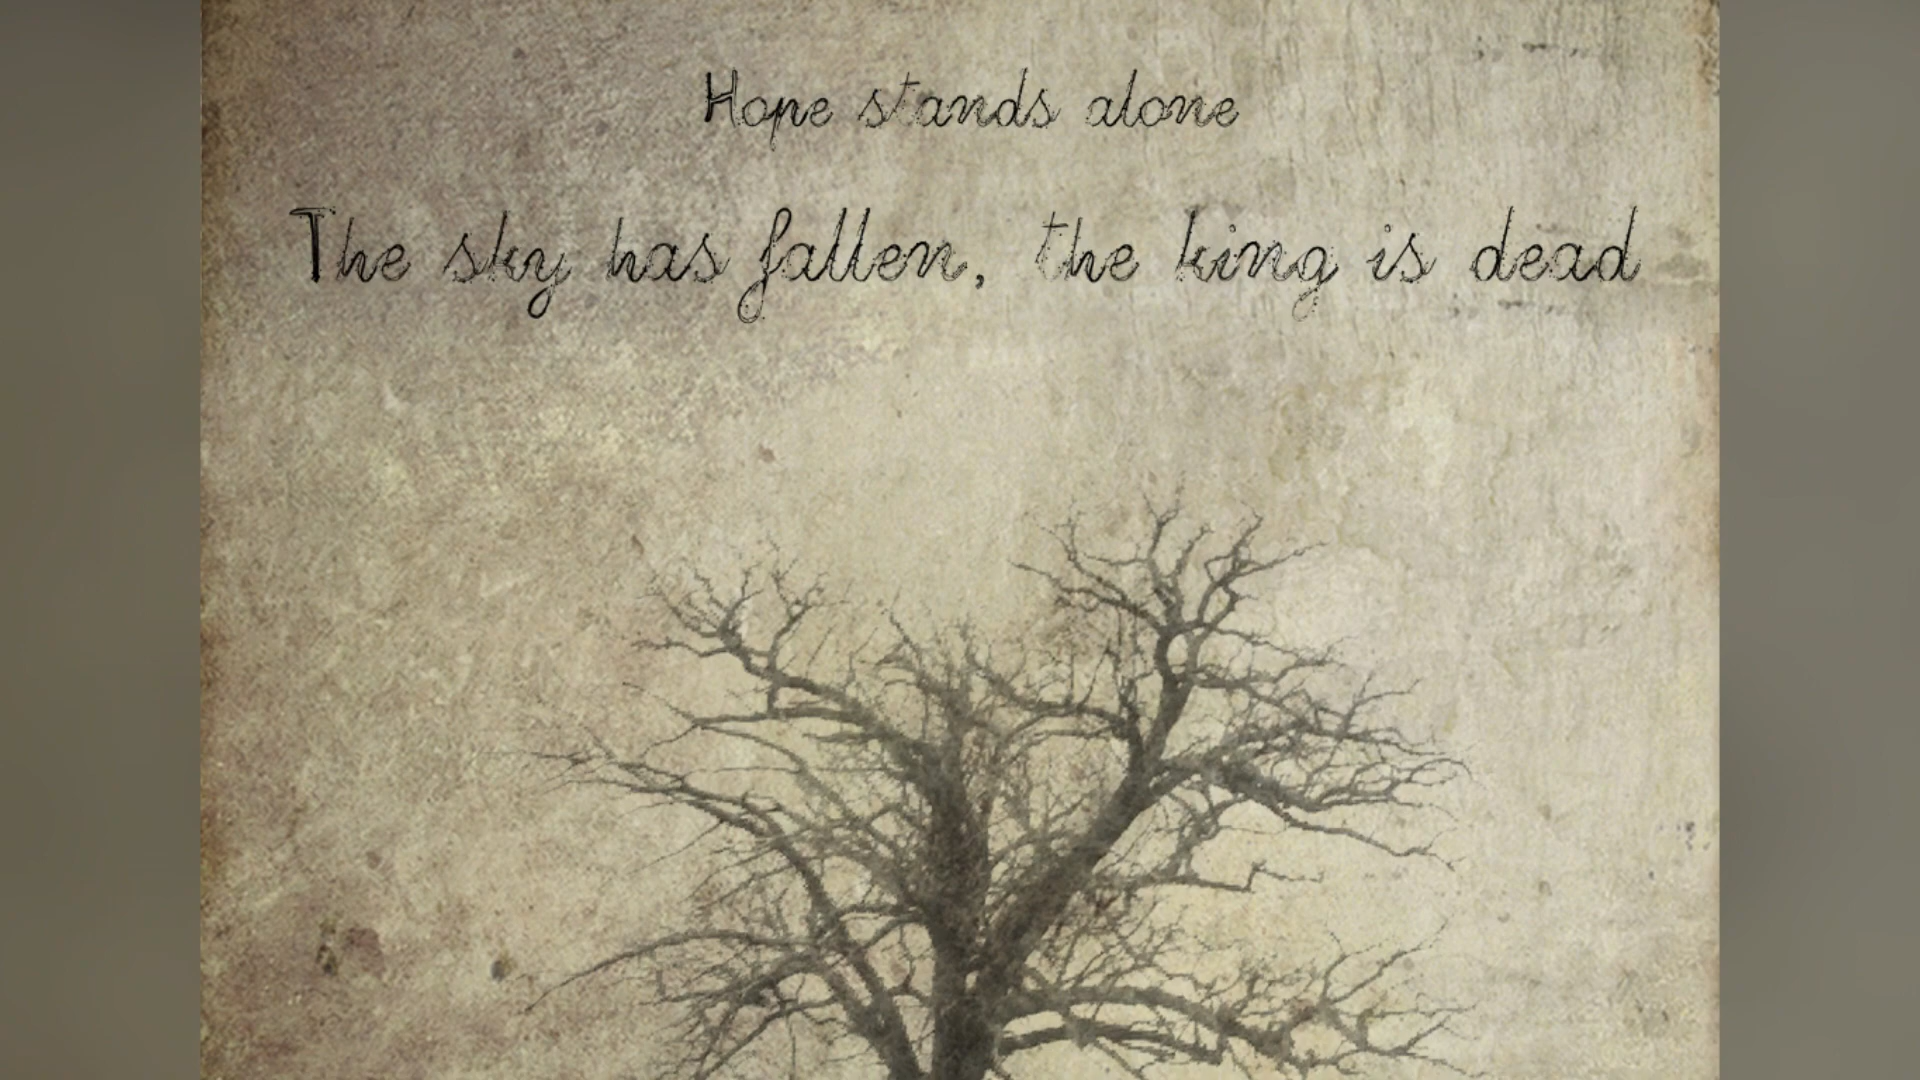 Hope stands alone
The sky has fallen, the king is dead